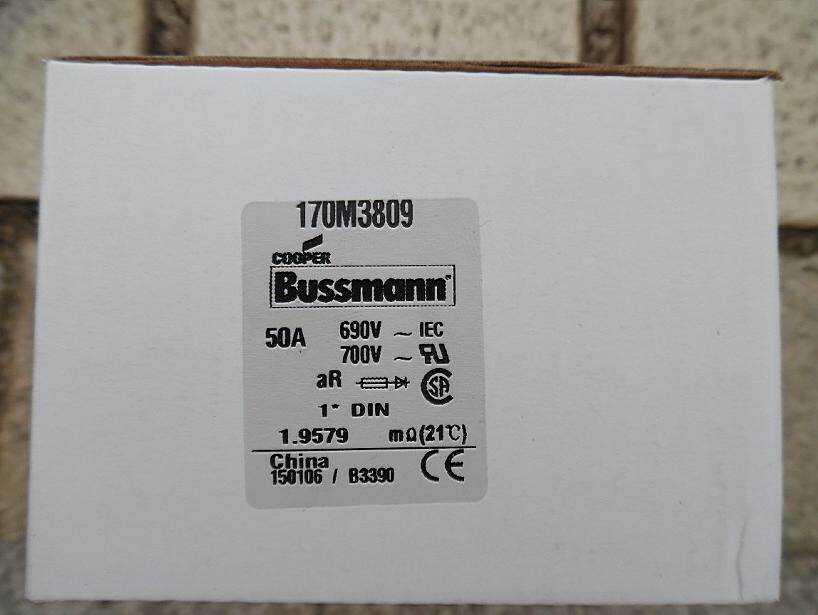 170M3809
COOPER
Bussmann
50A 690V ~ IEC
700V ~
aR
1* DIN
1.9579 mΩ(21℃)
China
150106 / B3390 CE